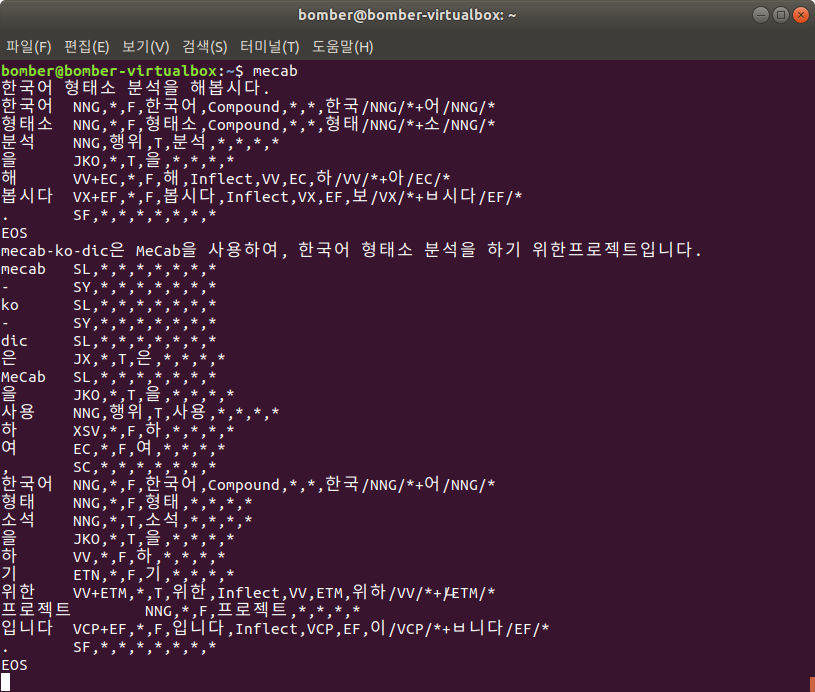 bomber@bomber-virtualbox: ~
파일(F) 편집(E) 보기(V) 검색(S) 터미널(T) 도움말(H)
bomber@bomber-virtualbox:~$ mecab
한국어 형태소 분석을 해봅시다.
한국어 NNG,*,F,한국어,Compound,*,*,한국/NNG/*+어/NNG/*
형태소 NNG,*,F,형태소,Compound,*,*,형태/NNG/*+소/NNG/*
분석 NNG,행위,T,분석,*,*,*,*
을 JKO,*,T,을,*,*,*,*
해 VV+EC,*,F,해,Inflect,VV,EC,하/VV/*+아/EC/*
봅시다 VX+EF,*,F,봅시다,Inflect,VX,EF,보/VX/*+ㅂ시다/EF/*
. SF,*,*,*,*,*,*,*
EOS
mecab-ko-dic은 MeCab을 사용하여, 한국어 형태소 분석을 하기 위한프로젝트입니다.
mecab SL,*,*,*,*,*,*,*
- SY,*,*,*,*,*,*,*
ko SL,*,*,*,*,*,*,*
- SY,*,*,*,*,*,*,*
dic SL,*,*,*,*,*,*,*
은 JX,*,T,은,*,*,*,*
MeCab SL,*,*,*,*,*,*,*
을 JKO,*,T,을,*,*,*,*
사용 NNG,행위,T,사용,*,*,*,*
하 XSV,*,F,하,*,*,*,*
여 EC,*,F,여,*,*,*,*
, SC,*,*,*,*,*,*,*
한국어 NNG,*,F,한국어,Compound,*,*,한국/NNG/*+어/NNG/*
형태 NNG,*,F,형태,*,*,*,*
소석 NNG,*,T,소석,*,*,*,*
을 JKO,*,T,을,*,*,*,*
하 VV,*,F,하,*,*,*,*
기 ETN,*,F,기,*,*,*,*
위한 VV+ETM,*,T,위한,Inflect,VV,ETM,위하/VV/*+ᆫ/ETM/*
프로젝트 NNG,*,F,프로젝트,*,*,*,*
입니다 VCP+EF,*,F,입니다,Inflect,VCP,EF,이/VCP/*+ㅂ니다/EF/*
. SF,*,*,*,*,*,*,*
EOS